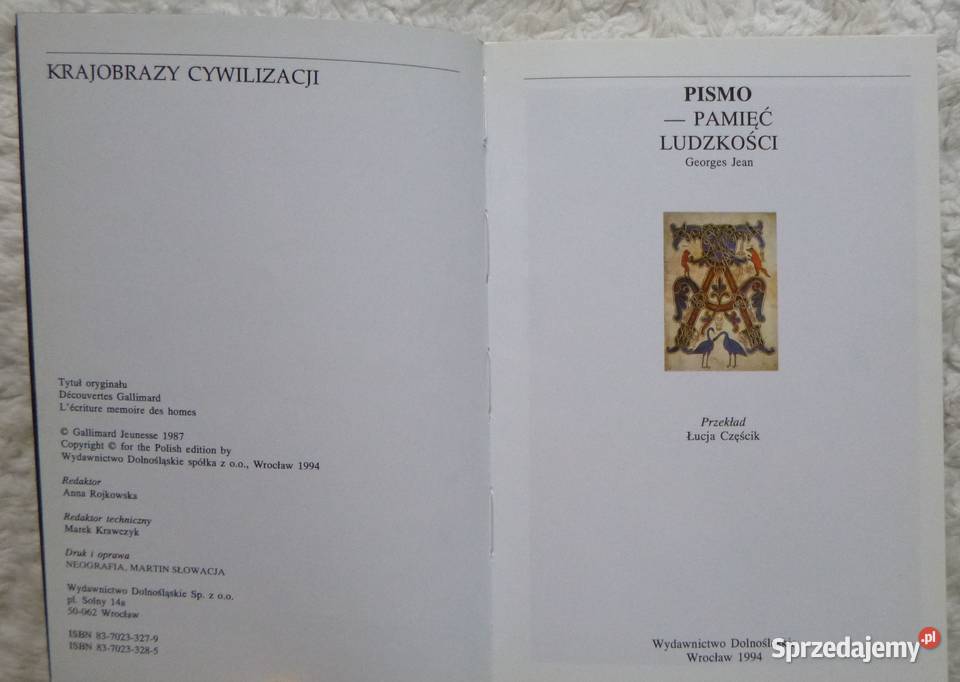 KRAJOBRAZY CYWILIZACJI
Tytuł oryginału
Découvertes Gallimard
L'écriture memoire des homes
© Gallimard Jeunesse 1987
Copyright © for the Polish edition by
Wydawnictwo Dolnośląskie spółka z o.o., Wrocław 1994
Redaktor
Anna Rojkowska
Redaktor techniczny
Marek Krawczyk
Druk i oprawa
NEOGRAFIA, MARTIN SŁOWACJA
Wydawnictwo Dolnośląskie Sp. z o.o.
pl. Solny 14a
50-062 Wrocław
ISBN 83-7023-327-9
ISBN 83-7023-328-5
PISMO
— PAMIĘĆ
LUDZKOŚCI
Georges Jean
Przekład
Łucja Częścik
Wydawnictwo
Wrocław 1994
Sprzedajemy.pl